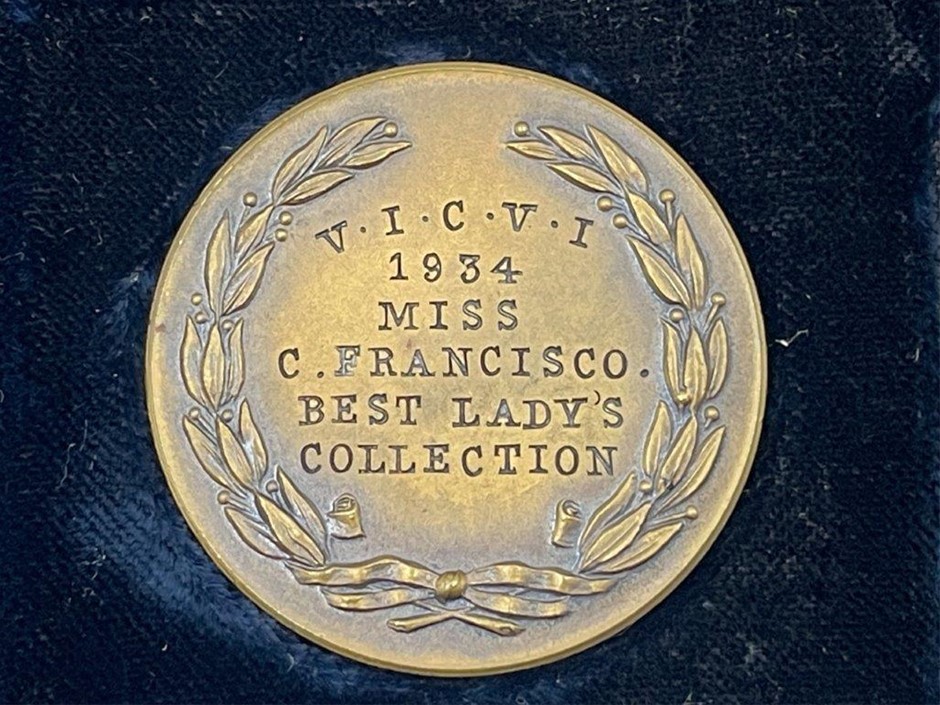 V·I·C·V·I
1934
MISS
C. FRANCISCO.
BEST LADY'S
COLLECTION